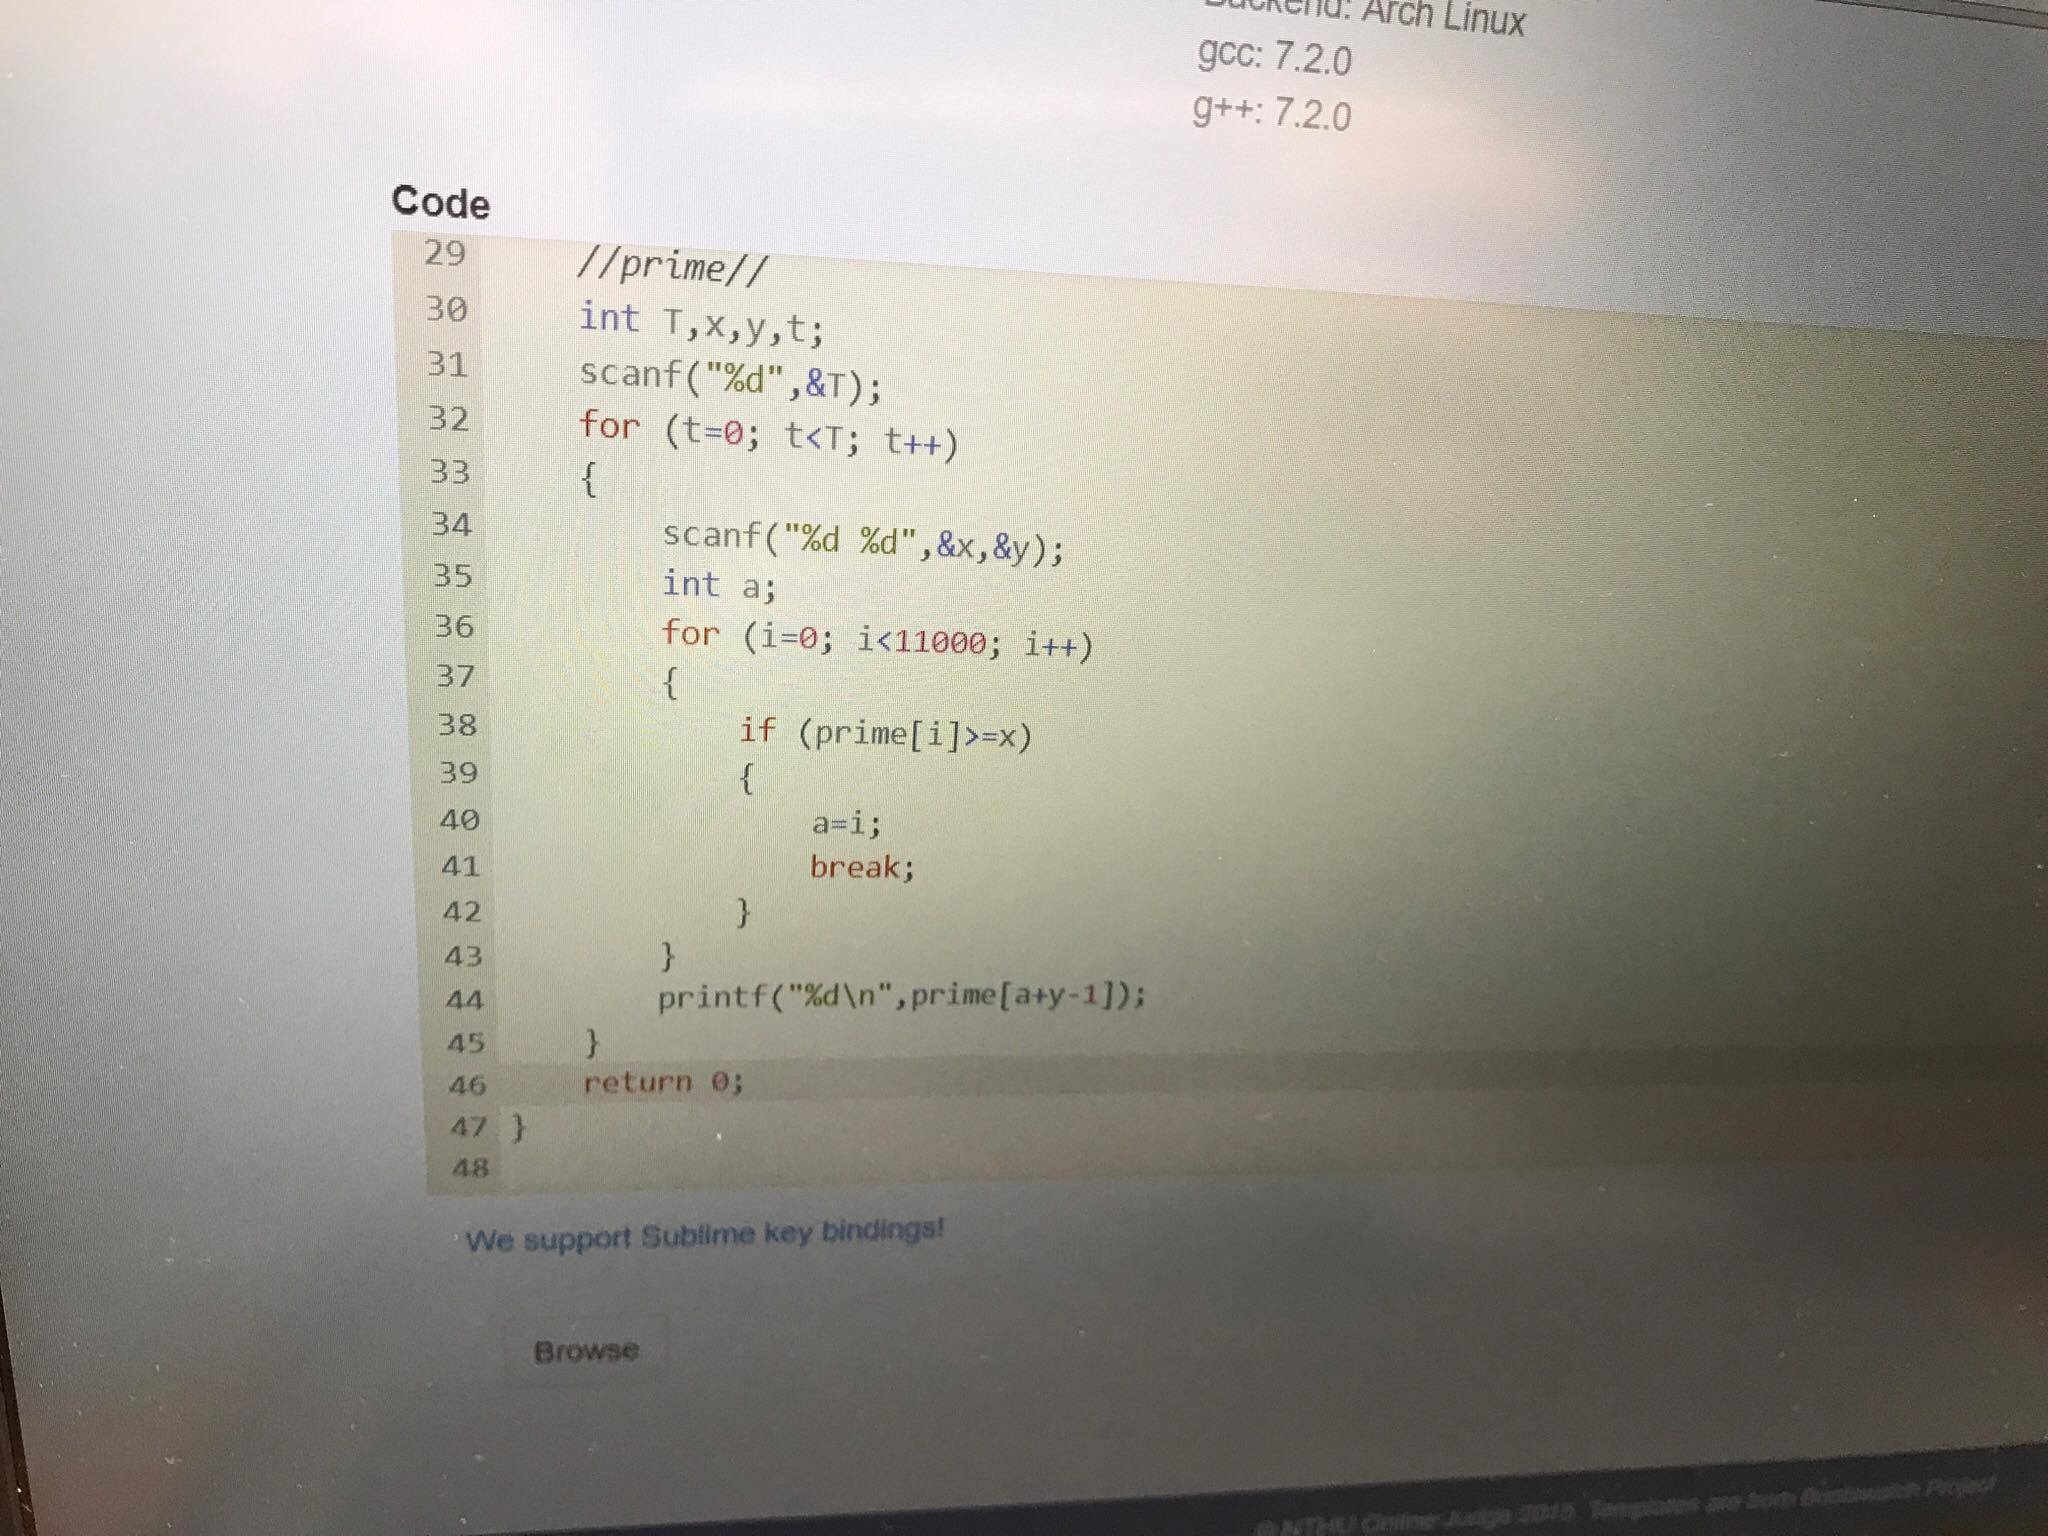 Backend: Arch Linux
gcc: 7.2.0
g++: 7.2.0
Code
29 //prime//
30 int T,x,y,t;
31 scanf("%d",&T);
32 for (t=0; t<T; t++)
33 {
34 scanf("%d %d",&x,&y);
35 int a;
36 for (i=0; i<11000; i++)
37 {
38 if (prime[i]>=x)
39 {
40 a=i;
41 break;
42 }
43 }
44 printf("%d\n",prime[a+y-1]);
45 }
46 return 0;
47 }
48
We support Sublime key bindings!
Browse
© NTHU Online Judge 2015. Templates are from Bootswatch Project